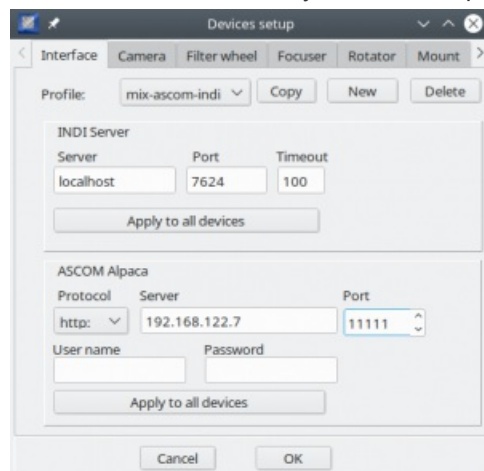 Devices setup
Interface Camera Filter wheel Focuser Rotator Mount
Profile: mix-ascom-indi Copy New Delete
INDI Server
Server Port Timeout
localhost 7624 100
Apply to all devices
ASCOM Alpaca
Protocol Server Port
http: 192.168.122.7 11111
User name Password
Apply to all devices
Cancel OK